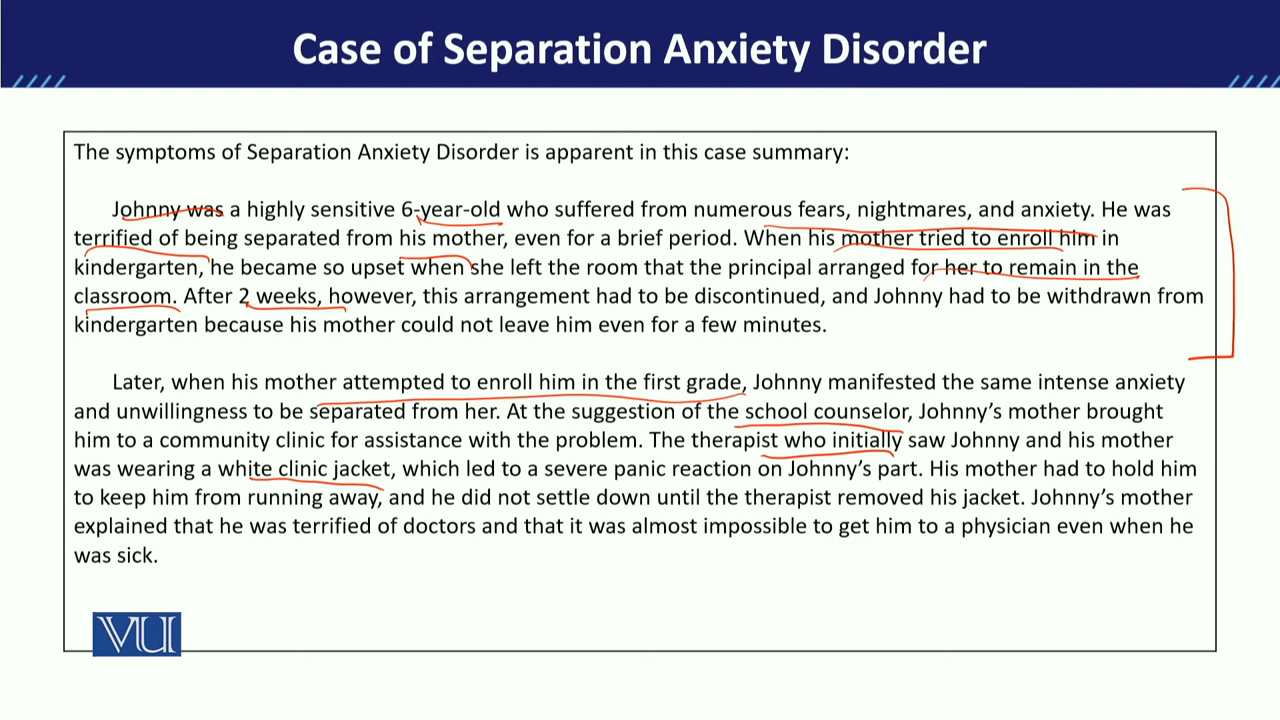 Case of Separation Anxiety Disorder
The symptoms of Separation Anxiety Disorder is apparent in this case summary:
Johnny was a highly sensitive 6-year-old who suffered from numerous fears, nightmares, and anxiety. He was
terrified of being separated from his mother, even for a brief period. When his mother tried to enroll him in
kindergarten, he became so upset when she left the room that the principal arranged for her to remain in the
classroom. After 2 weeks, however, this arrangement had to be discontinued, and Johnny had to be withdrawn from
kindergarten because his mother could not leave him even for a few minutes.
Later, when his mother attempted to enroll him in the first grade, Johnny manifested the same intense anxiety
and unwillingness to be separated from her. At the suggestion of the school counselor, Johnny’s mother brought
him to a community clinic for assistance with the problem. The therapist who initially saw Johnny and his mother
was wearing a white clinic jacket, which led to a severe panic reaction on Johnny’s part. His mother had to hold him
to keep him from running away, and he did not settle down until the therapist removed his jacket. Johnny’s mother
explained that he was terrified of doctors and that it was almost impossible to get him to a physician even when he
was sick.
VU